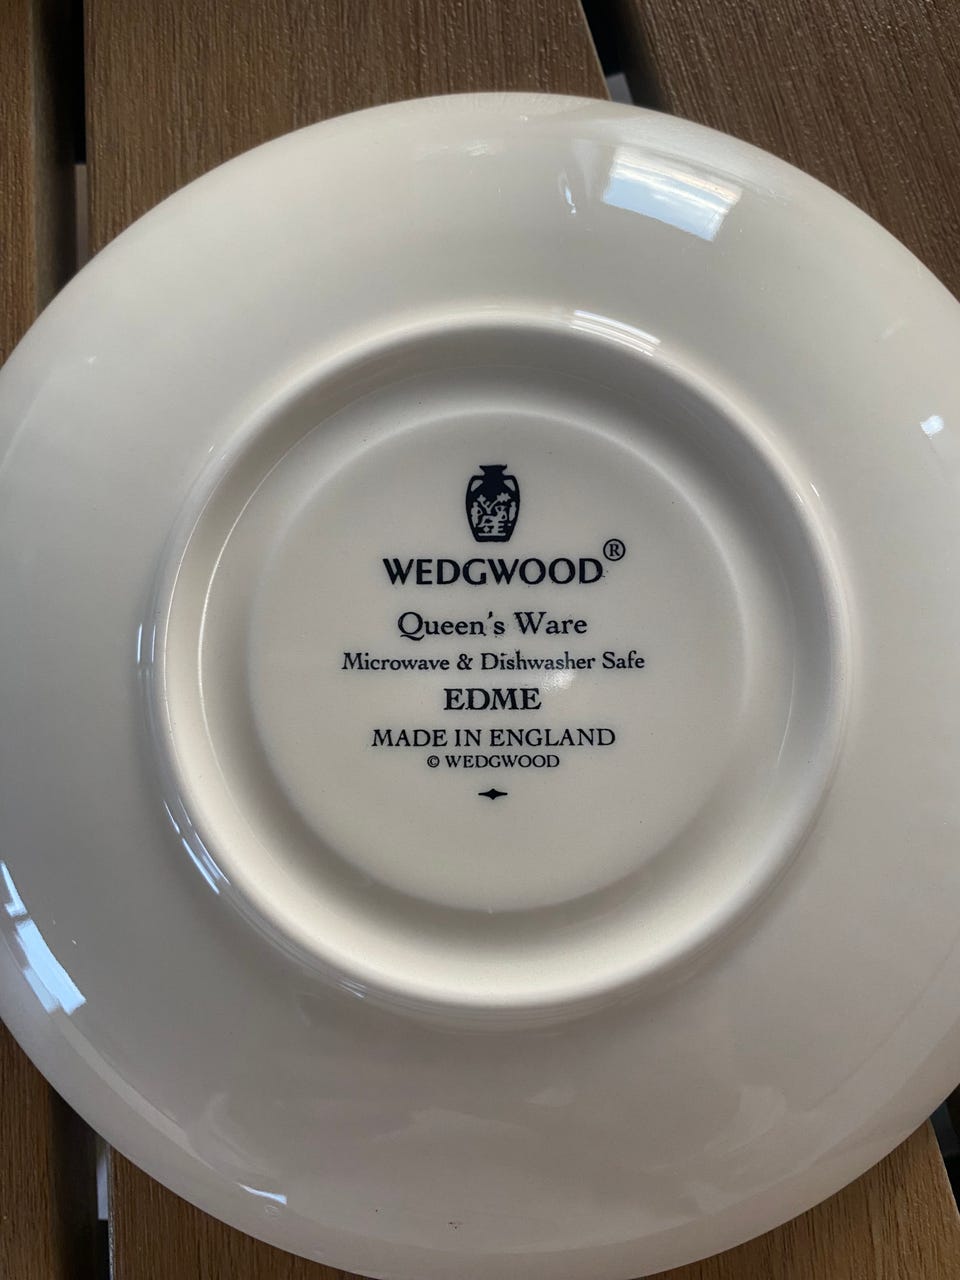 WEDGWOOD®
Queen's Ware
Microwave & Dishwasher Safe
EDME
MADE IN ENGLAND
© WEDGWOOD